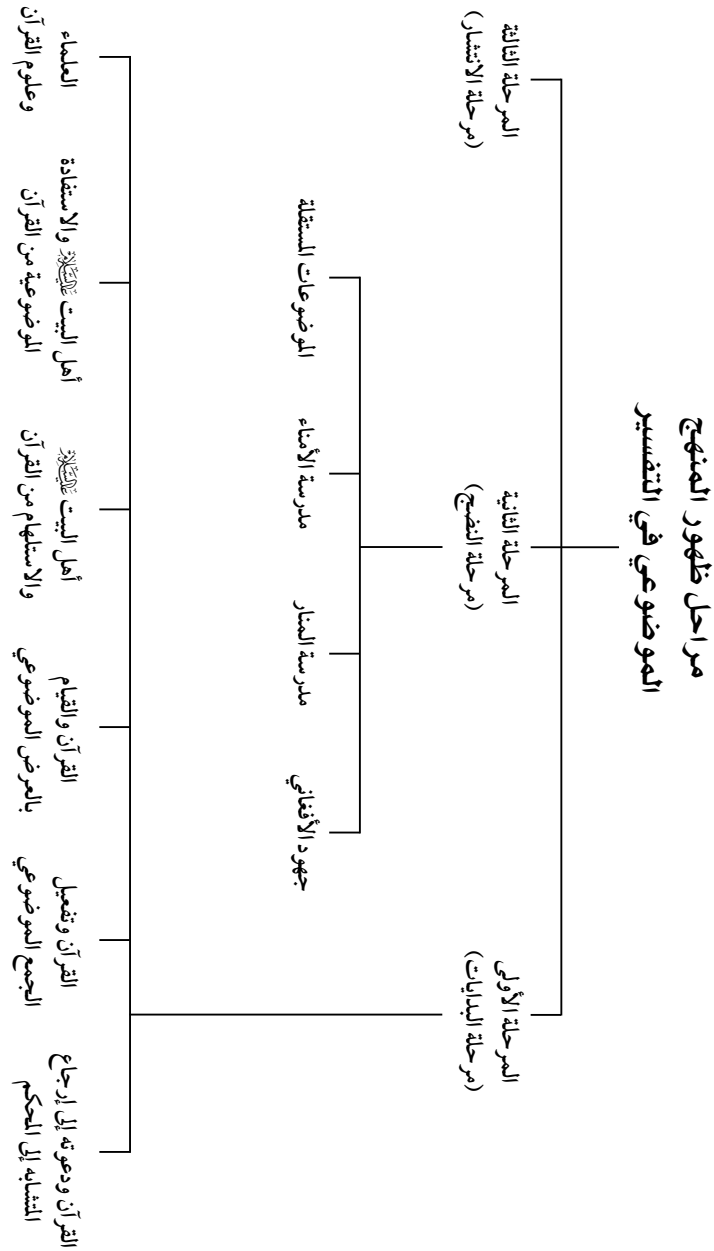 مراحل ظهور المنهج
الموضوعي في التفسير
المرحلة الأولى
(مرحلة البدايات)
القرآن ودعوته إلى إرجاع
المتشابه إلى المحكم
القرآن وتفعيل
الجمع الموضوعي
القرآن والقيام
بالعرض الموضوعي
أهل البيت عليهم السلام
والاستلهام من القرآن
أهل البيت عليهم السلام والاستفادة
الموضوعية من القرآن
العلماء
وعلوم القرآن
المرحلة الثانية
(مرحلة النضج)
جهود الأفغاني
مدرسة المنار
مدرسة الأمناء
الموضوعات المستقلة
المرحلة الثالثة
(مرحلة الانتشار)